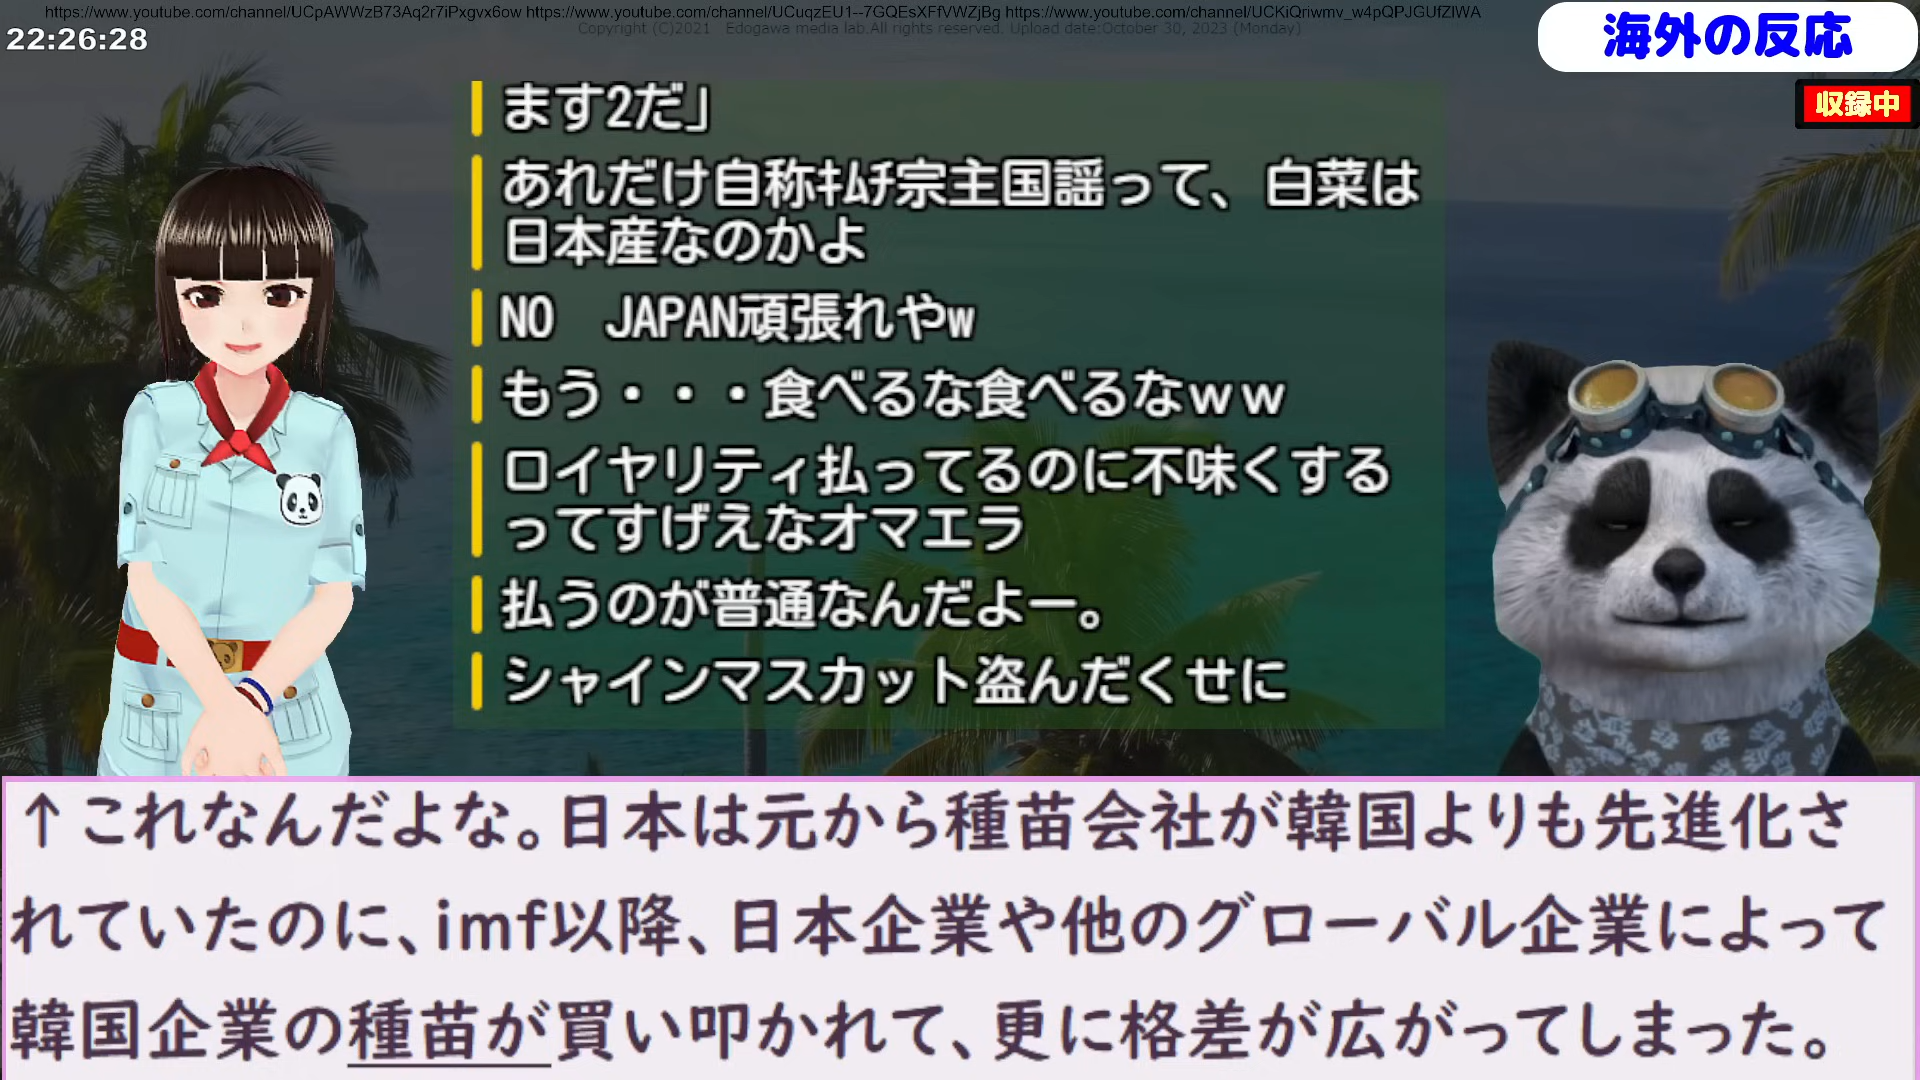 https://www.youtube.com/channel/UCpAWWzB73Aq2r7iPxgvx6ow https://www.youtube.com/channel/UCuqzEU1--7GQEsXFfVWZjBg https://www.youtube.com/channel/UCKiQriwmv_w4pQPJGUfZlWA
Copyright (C)2021 Edogawa media lab.All rights reserved. Upload date:October 30, 2023 (Monday)
22:26:28
海外の反応
収録中
ます2だ」
あれだけ自称ｷﾑﾁ宗主国謡って、白菜は
日本産なのかよ
NO　JAPAN頑張れやw
もう・・・食べるな食べるなｗｗ
ロイヤリティ払ってるのに不味くする
ってすげえなオマエラ
払うのが普通なんだよー。
シャインマスカット盗んだくせに
↑これなんだよな。日本は元から種苗会社が韓国よりも先進化さ
れていたのに、imf以降、日本企業や他のグローバル企業によって
韓国企業の種苗が買い叩かれて、更に格差が広がってしまった。